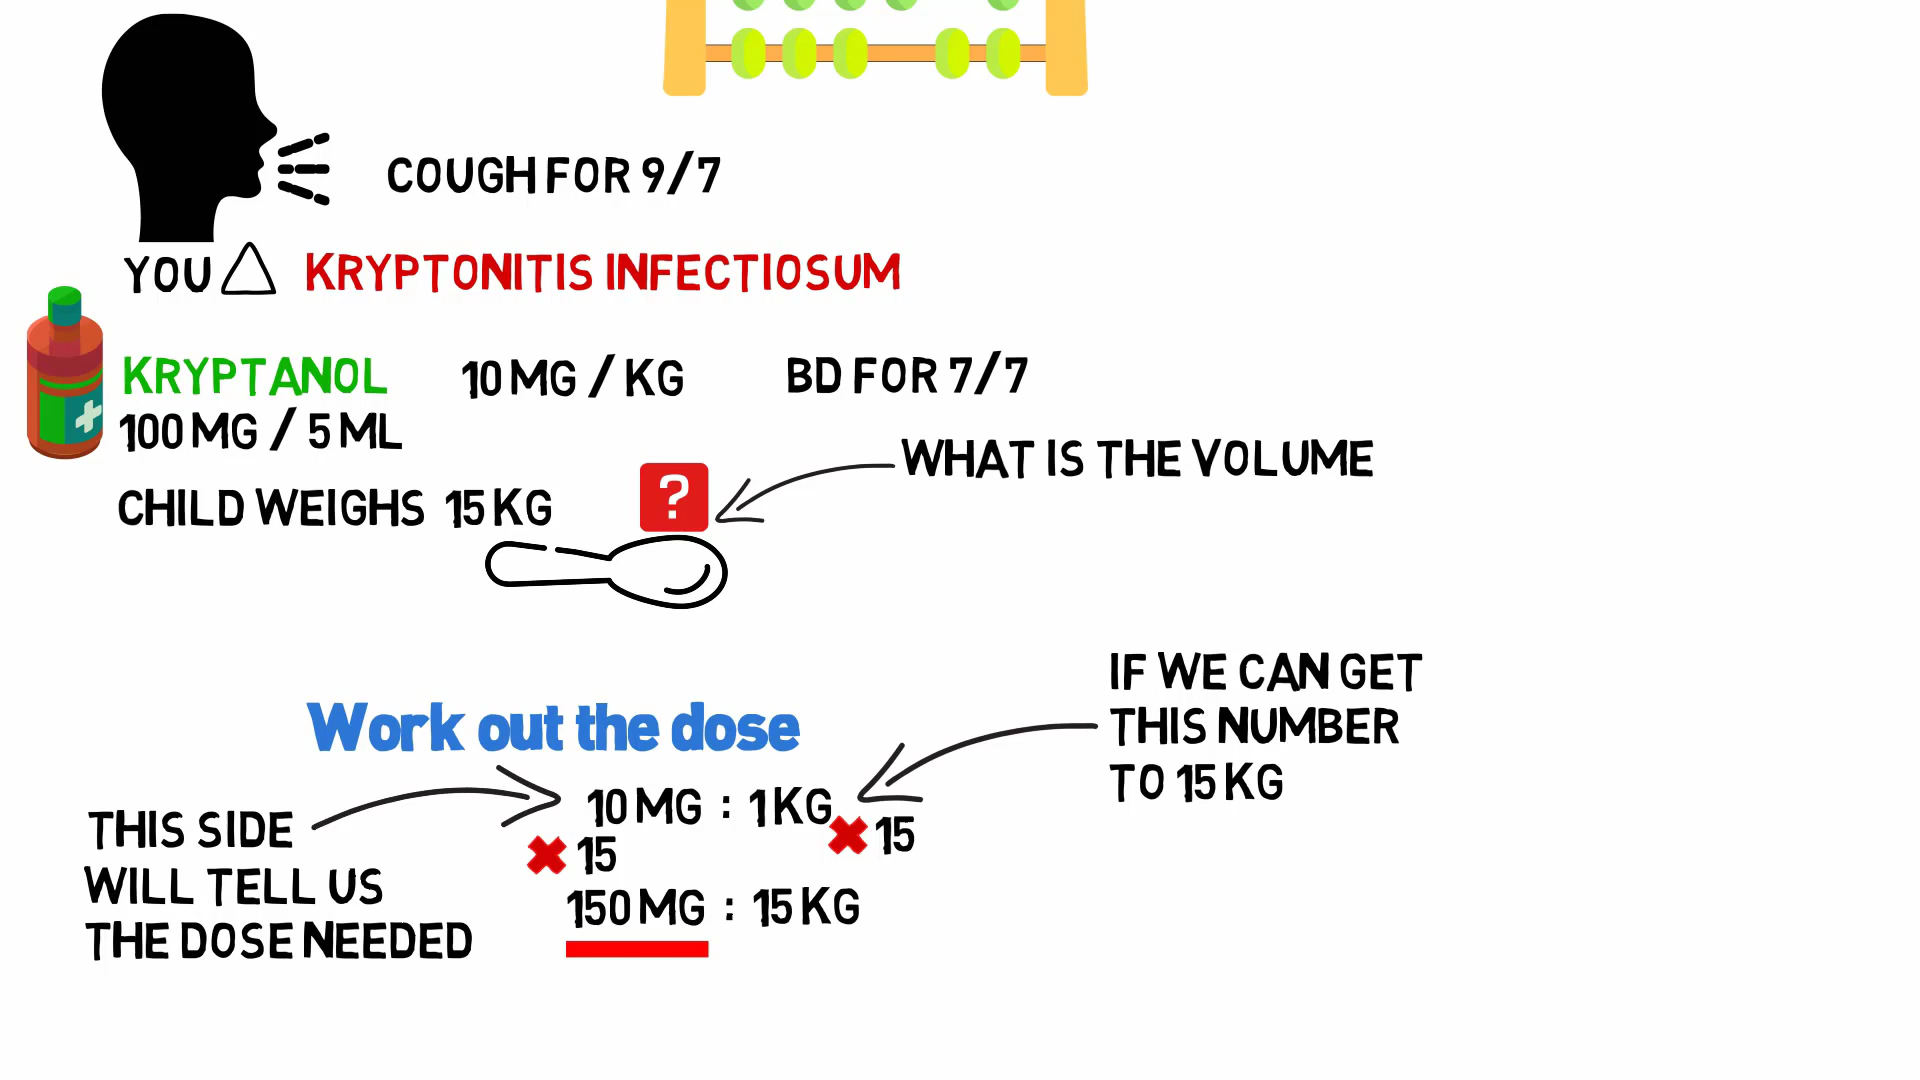 COUGH FOR 9/7
YOU △ KRYPTONITIS INFECTIOSUM
KRYPTANOL 10 MG / KG BD FOR 7/7
100 MG / 5 ML
WHAT IS THE VOLUME
?
CHILD WEIGHS 15 KG
IF WE CAN GET
THIS NUMBER
TO 15 KG
Work out the dose
10 MG : 1 KG
✖ 15
✖ 15
150 MG : 15 KG
THIS SIDE
WILL TELL US
THE DOSE NEEDED